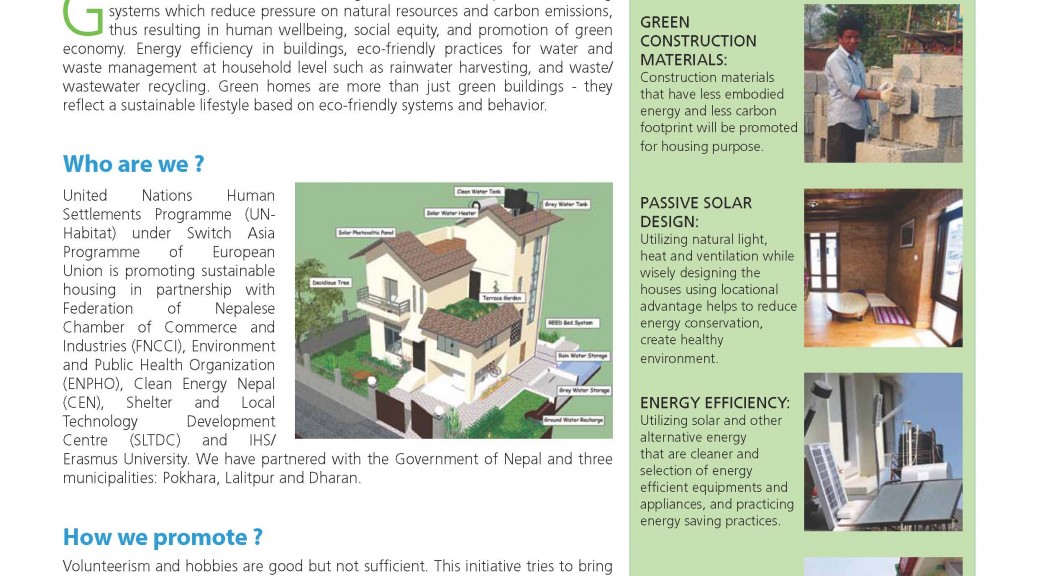 G
systems which reduce pressure on natural resources and carbon emissions,
thus resulting in human wellbeing, social equity, and promotion of green
economy. Energy efficiency in buildings, eco-friendly practices for water and
waste management at household level such as rainwater harvesting, and waste/
wastewater recycling. Green homes are more than just green buildings - they
reflect a sustainable lifestyle based on eco-friendly systems and behavior.
Who are we ?
United Nations Human
Settlements Programme (UN-
Habitat) under Switch Asia
Programme of European
Union is promoting sustainable
housing in partnership with
Federation of Nepalese
Chamber of Commerce and
Industries (FNCCI), Environment
and Public Health Organization
(ENPHO), Clean Energy Nepal
(CEN), Shelter and Local
Technology Development
Centre (SLTDC) and IHS/
Erasmus University. We have partnered with the Government of Nepal and three
municipalities: Pokhara, Lalitpur and Dharan.
Clean Water Tank
Grey Water Tank
Solar Water Heater
Solar Photovoltic Panel
Decidious Tree
Terrace Garden
REED Bed System
Rain Water Storage
Grey Water Storage
Ground Water Recharge
How we promote ?
Volunteerism and hobbies are good but not sufficient. This initiative tries to bring
GREEN
CONSTRUCTION
MATERIALS:
Construction materials
that have less embodied
energy and less carbon
footprint will be promoted
for housing purpose.
PASSIVE SOLAR
DESIGN:
Utilizing natural light,
heat and ventilation while
wisely designing the
houses using locational
advantage helps to reduce
energy conservation,
create healthy
environment.
ENERGY EFFICIENCY:
Utilizing solar and other
alternative energy
that are cleaner and
selection of energy
efficient equipments and
appliances, and practicing
energy saving practices.